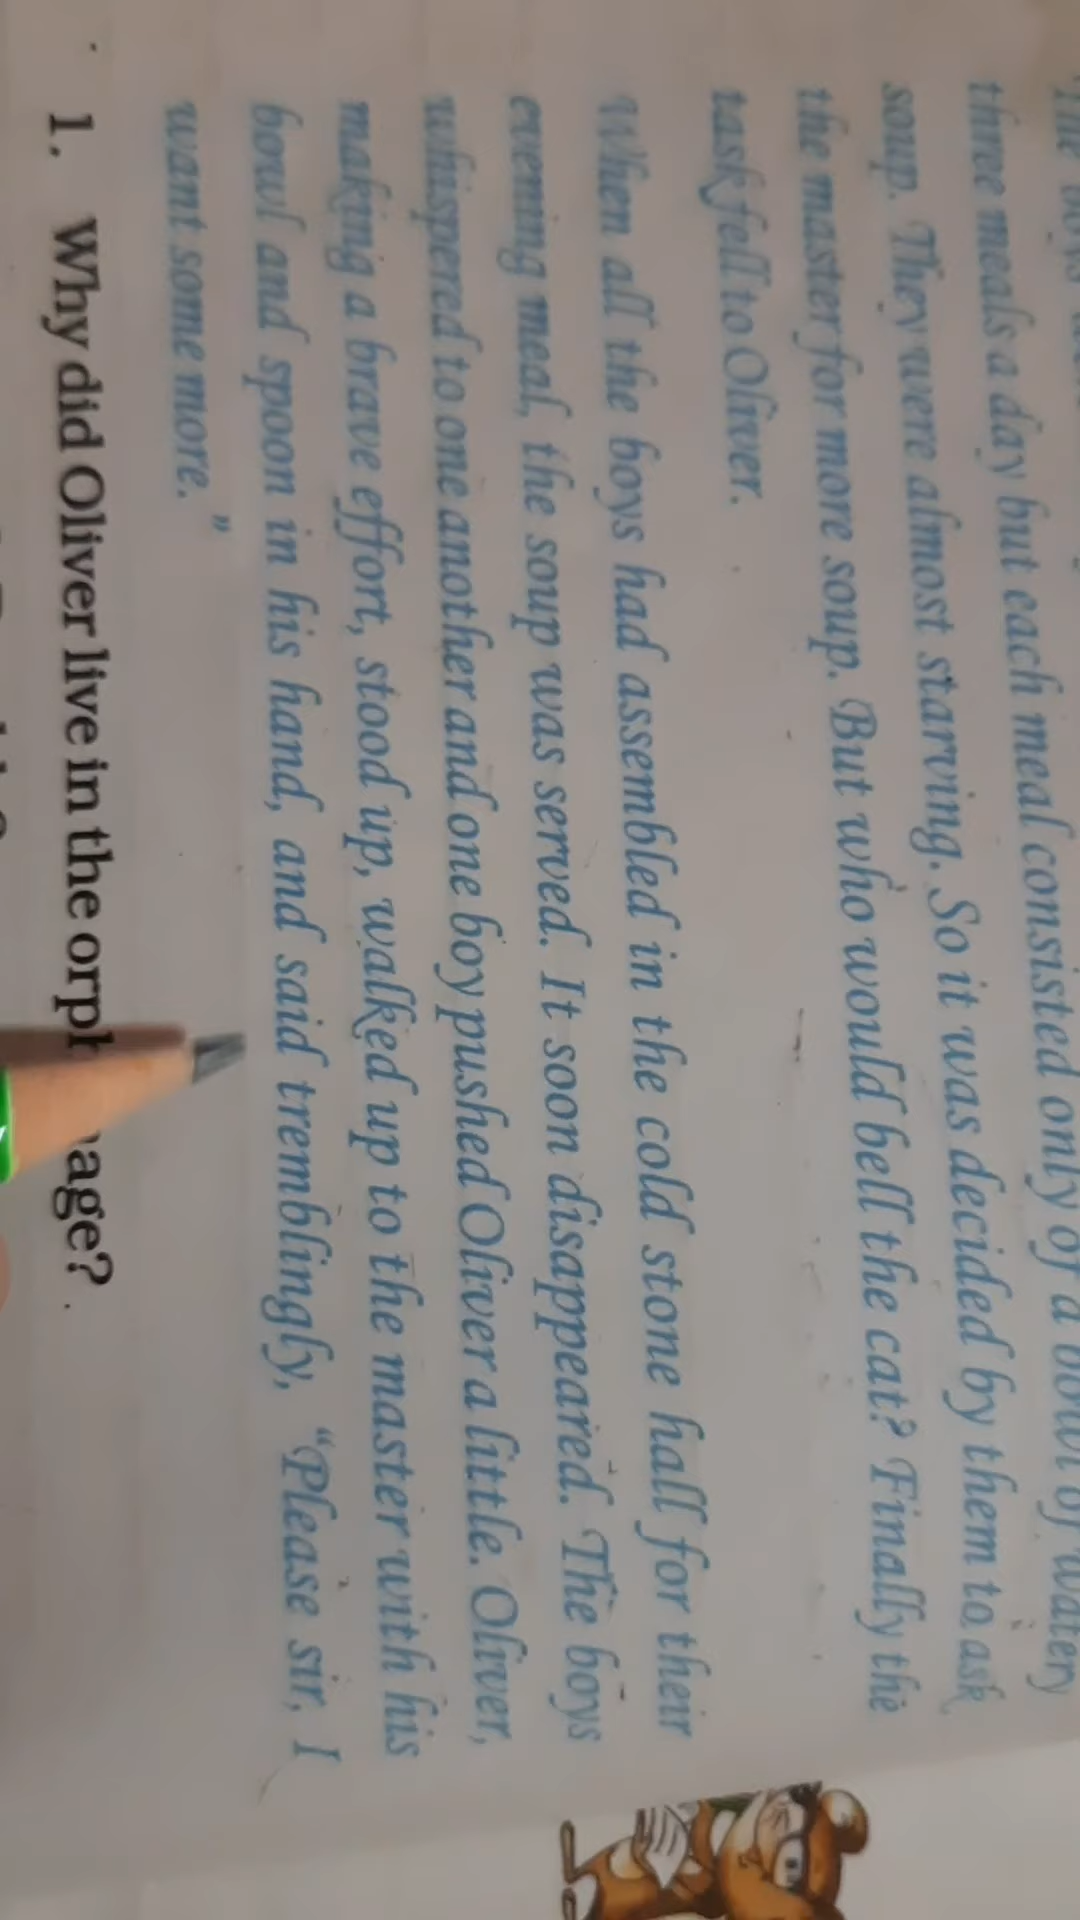 three meals a day but each meal consisted only of a bowl of watery
soup. They were almost starving. So it was decided by them to ask
the master for more soup. But who would bell the cat? Finally the
task fell to Oliver.
When all the boys had assembled in the cold stone hall for their
evening meal, the soup was served. It soon disappeared. The boys
whispered to one another and one boy pushed Oliver a little. Oliver,
making a brave effort, stood up, walked up to the master with his
bowl and spoon in his hand, and said tremblingly, “Please sir, I
want some more.”
1. Why did Oliver live in the orphanage?